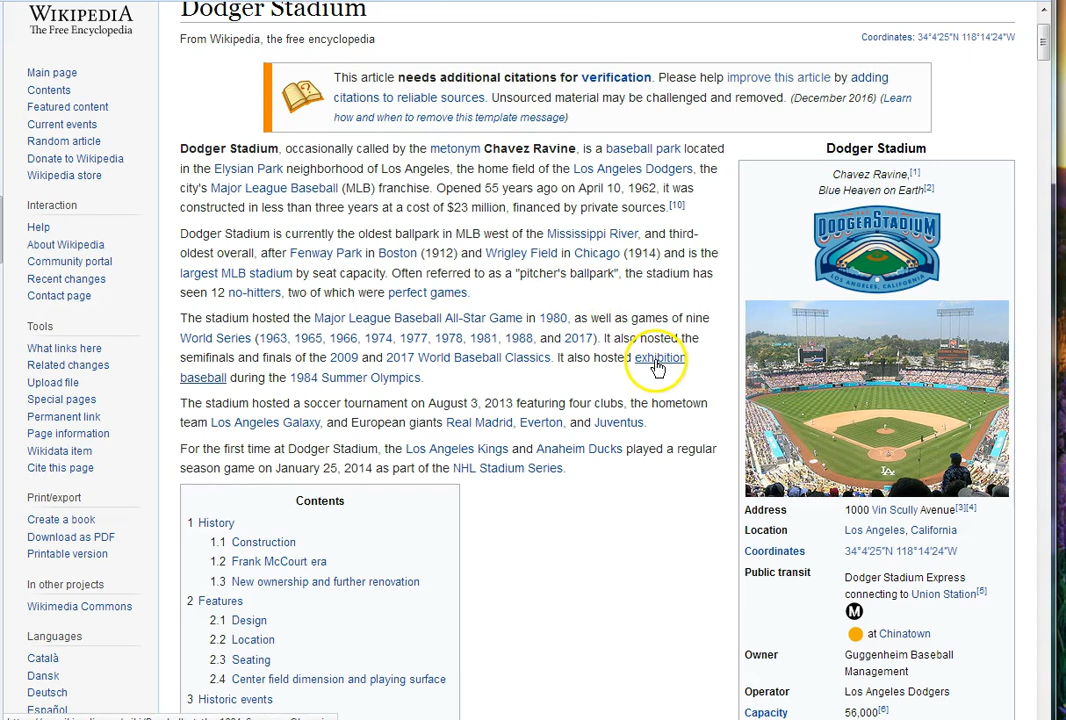 Dodger Stadium
WIKIPEDIA
The Free Encyclopedia
From Wikipedia, the free encyclopedia
Coordinates: 34°4′25″N 118°14′24″W
Main page
Contents
Featured content
Current events
Random article
Donate to Wikipedia
Wikipedia store
Interaction
Help
About Wikipedia
Community portal
Recent changes
Contact page
Tools
What links here
Related changes
Upload file
Special pages
Permanent link
Page information
Wikidata item
Cite this page
Print/export
Create a book
Download as PDF
Printable version
In other projects
Wikimedia Commons
Languages
Català
Dansk
Deutsch
Español
This article needs additional citations for verification. Please help improve this article by adding
citations to reliable sources. Unsourced material may be challenged and removed. (December 2016) (Learn
how and when to remove this template message)
Dodger Stadium, occasionally called by the metonym Chavez Ravine, is a baseball park located
in the Elysian Park neighborhood of Los Angeles, the home field of the Los Angeles Dodgers, the
city's Major League Baseball (MLB) franchise. Opened 55 years ago on April 10, 1962, it was
constructed in less than three years at a cost of $23 million, financed by private sources.[10]
Dodger Stadium is currently the oldest ballpark in MLB west of the Mississippi River, and third-
oldest overall, after Fenway Park in Boston (1912) and Wrigley Field in Chicago (1914) and is the
largest MLB stadium by seat capacity. Often referred to as a "pitcher's ballpark", the stadium has
seen 12 no-hitters, two of which were perfect games.
The stadium hosted the Major League Baseball All-Star Game in 1980, as well as games of nine
World Series (1963, 1965, 1966, 1974, 1977, 1978, 1981, 1988, and 2017). It also hosted the
semifinals and finals of the 2009 and 2017 World Baseball Classics. It also hosted exhibition
baseball during the 1984 Summer Olympics.
The stadium hosted a soccer tournament on August 3, 2013 featuring four clubs, the hometown
team Los Angeles Galaxy, and European giants Real Madrid, Everton, and Juventus.
For the first time at Dodger Stadium, the Los Angeles Kings and Anaheim Ducks played a regular
season game on January 25, 2014 as part of the NHL Stadium Series.
Contents
1 History
1.1 Construction
1.2 Frank McCourt era
1.3 New ownership and further renovation
2 Features
2.1 Design
2.2 Location
2.3 Seating
2.4 Center field dimension and playing surface
3 Historic events
Dodger Stadium
Chavez Ravine,[1]
Blue Heaven on Earth[2]
DODGER STADIUM
LOS ANGELES, CALIFORNIA
LA
Address 1000 Vin Scully Avenue[3][4]
Location Los Angeles, California
Coordinates 34°4′25″N 118°14′24″W
Public transit Dodger Stadium Express
connecting to Union Station[5]
M
at Chinatown
Owner Guggenheim Baseball
Management
Operator Los Angeles Dodgers
Capacity 56,000[6]